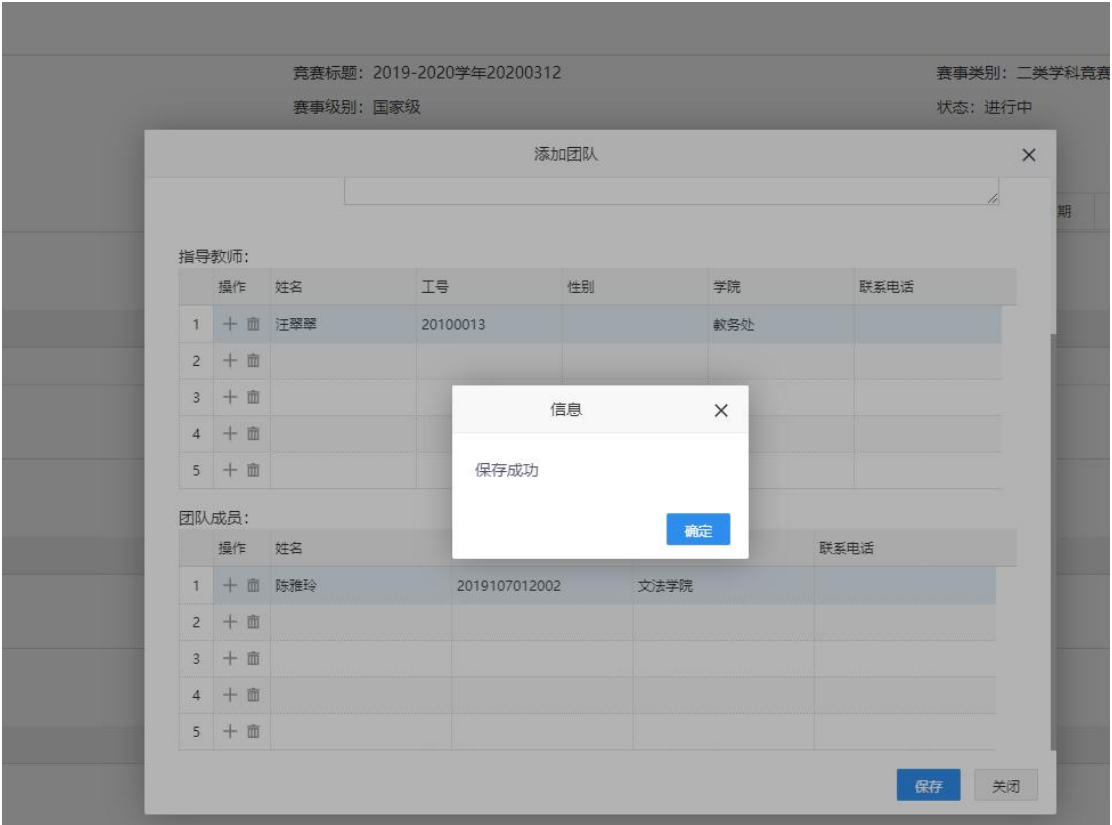 竞赛标题：2019-2020学年20200312 赛事类别：二类学科竞赛
赛事级别：国家级 状态：进行中
添加团队
期
指导教师：
操作 姓名 工号 性别 学院 联系电话
1 汪翠翠 20100013 教务处
2
3
信息
4
5
保存成功
团队成员：
确定
操作 姓名 联系电话
1 陈雅玲 2019107012002 文法学院
2
3
4
5
保存 关闭